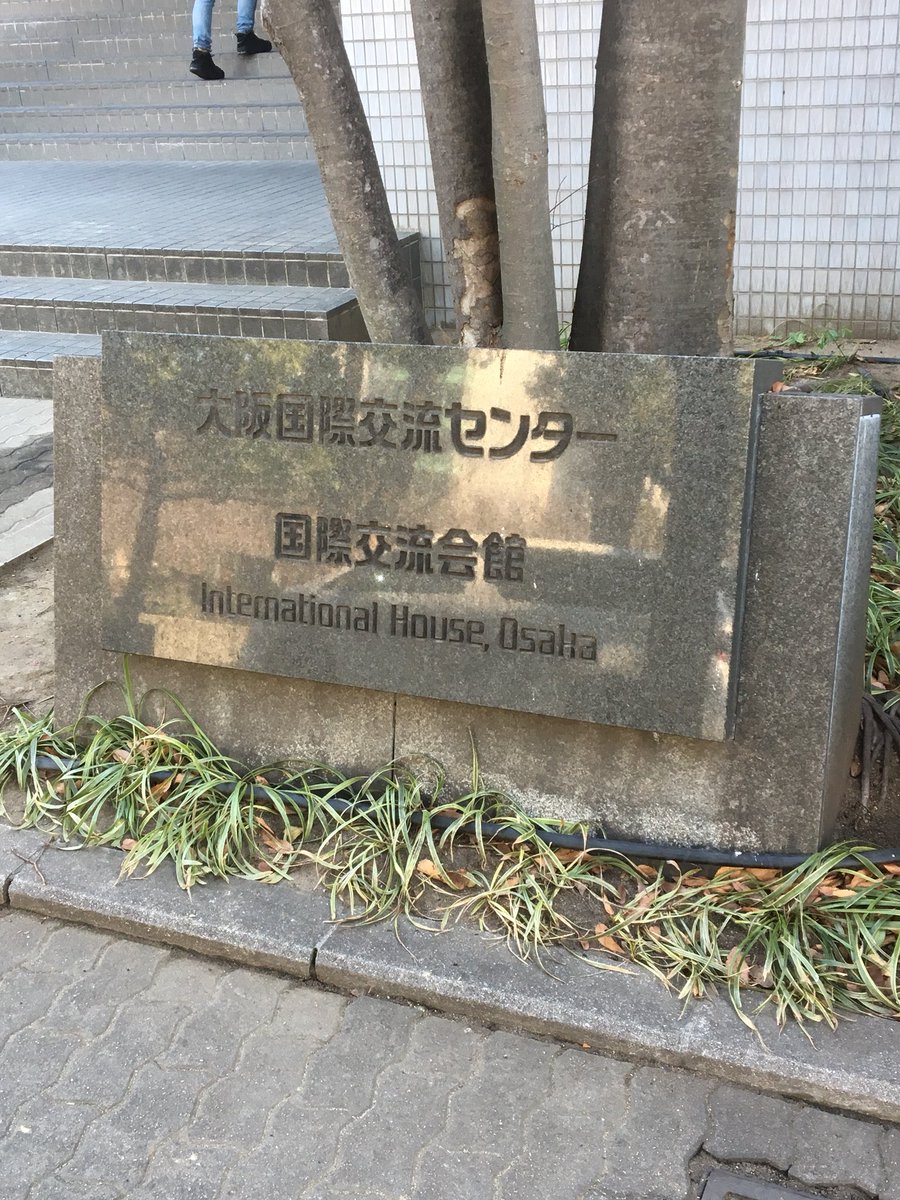 大阪国際交流センター
国際交流会館
International House, Osaka